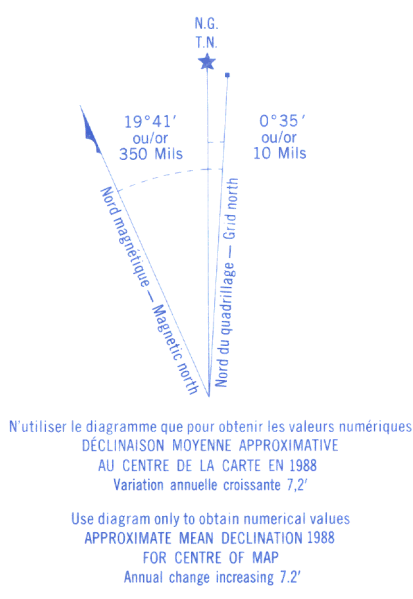 N.G.
T.N.
19°41′
ou/or
350 Mils
0°35′
ou/or
10 Mils
Nord magnétique — Magnetic north
Nord du quadrillage — Grid north
N'utiliser le diagramme que pour obtenir les valeurs numériques
DÉCLINAISON MOYENNE APPROXIMATIVE
AU CENTRE DE LA CARTE EN 1988
Variation annuelle croissante 7,2′
Use diagram only to obtain numerical values
APPROXIMATE MEAN DECLINATION 1988
FOR CENTRE OF MAP
Annual change increasing 7.2′